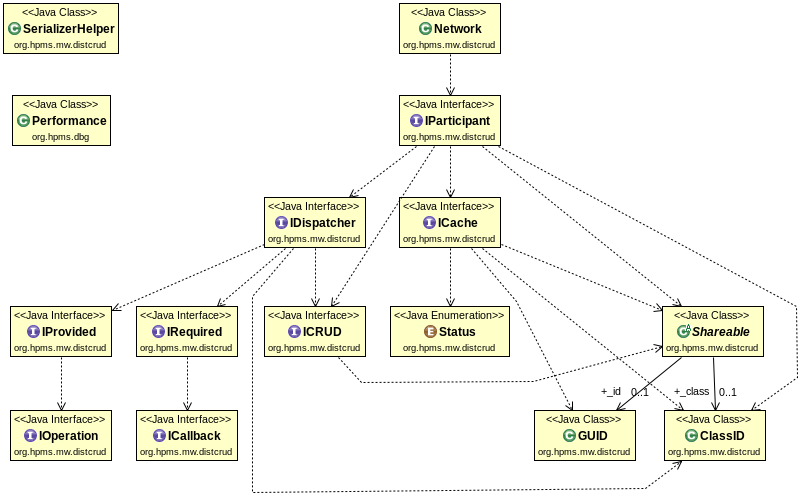 <<Java Class>>
SerializerHelper
org.hpms.mw.distcrud
<<Java Class>>
Network
org.hpms.mw.distcrud
<<Java Class>>
Performance
org.hpms.dbg
<<Java Interface>>
IParticipant
org.hpms.mw.distcrud
<<Java Interface>>
IDispatcher
org.hpms.mw.distcrud
<<Java Interface>>
ICache
org.hpms.mw.distcrud
<<Java Interface>>
IProvided
org.hpms.mw.distcrud
<<Java Interface>>
IRequired
org.hpms.mw.distcrud
<<Java Interface>>
ICRUD
org.hpms.mw.distcrud
<<Java Enumeration>>
Status
org.hpms.mw.distcrud
<<Java Class>>
Shareable
org.hpms.mw.distcrud
+_id 0..1
+_class 0..1
<<Java Interface>>
IOperation
org.hpms.mw.distcrud
<<Java Interface>>
ICallback
org.hpms.mw.distcrud
<<Java Class>>
GUID
org.hpms.mw.distcrud
<<Java Class>>
ClassID
org.hpms.mw.distcrud